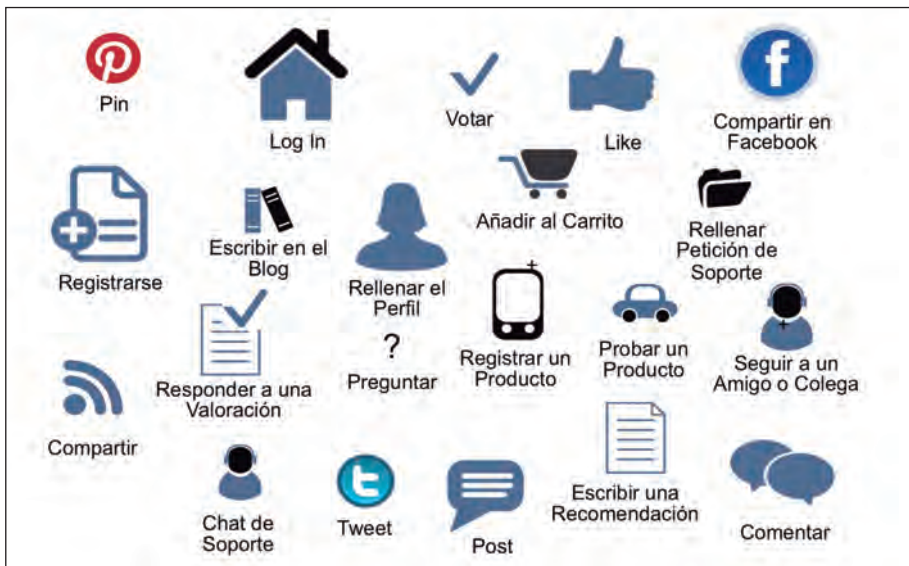 Pin
Log In
Votar
Like
Compartir en
Facebook
Registrarse
Escribir en el
Blog
Rellenar el
Perfil
Añadir al Carrito
Rellenar
Petición de
Soporte
Responder a una
Valoración
?
Preguntar
Registrar un
Producto
Probar un
Producto
Seguir a un
Amigo o Colega
Compartir
Chat de
Soporte
Tweet
Post
Escribir una
Recomendación
Comentar